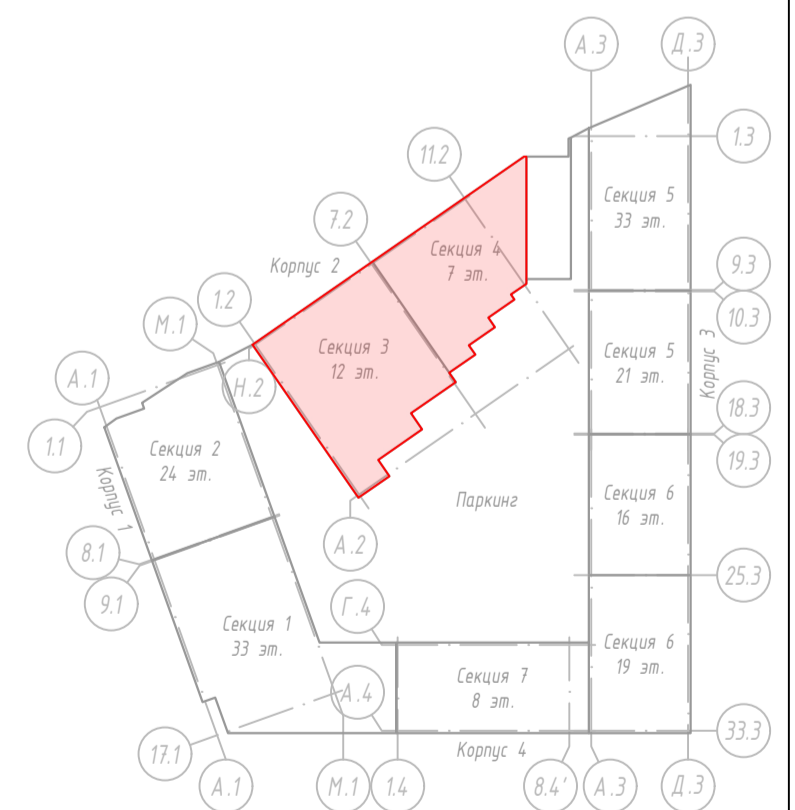 А.3
Д.3
1.3
11.2
Секция 5
33 эт.
7.2
Секция 4
7 эт.
Корпус 2
9.3
1.2
10.3
М.1
Секция 3
12 эт.
Секция 5
21 эт.
Корпус 3
А.1
Н.2
18.3
1.1
Секция 2
24 эт.
19.3
Корпус 1
Паркинг
Секция 6
16 эт.
8.1
А.2
25.3
9.1
Г.4
Секция 1
33 эт.
Секция 6
19 эт.
А.4
Секция 7
8 эт.
33.3
17.1
Корпус 4
А.1
М.1
1.4
8.4'
А.3
Д.3